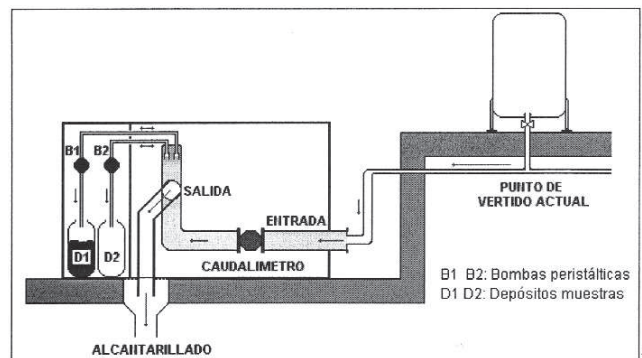 B1
B2
SALIDA
ENTRADA
D1
D2
CAUDALIMETRO
PUNTO DE
VERTIDO ACTUAL
B1 B2: Bombas peristálticas
D1 D2: Depósitos muestras
ALCANTARILLADO